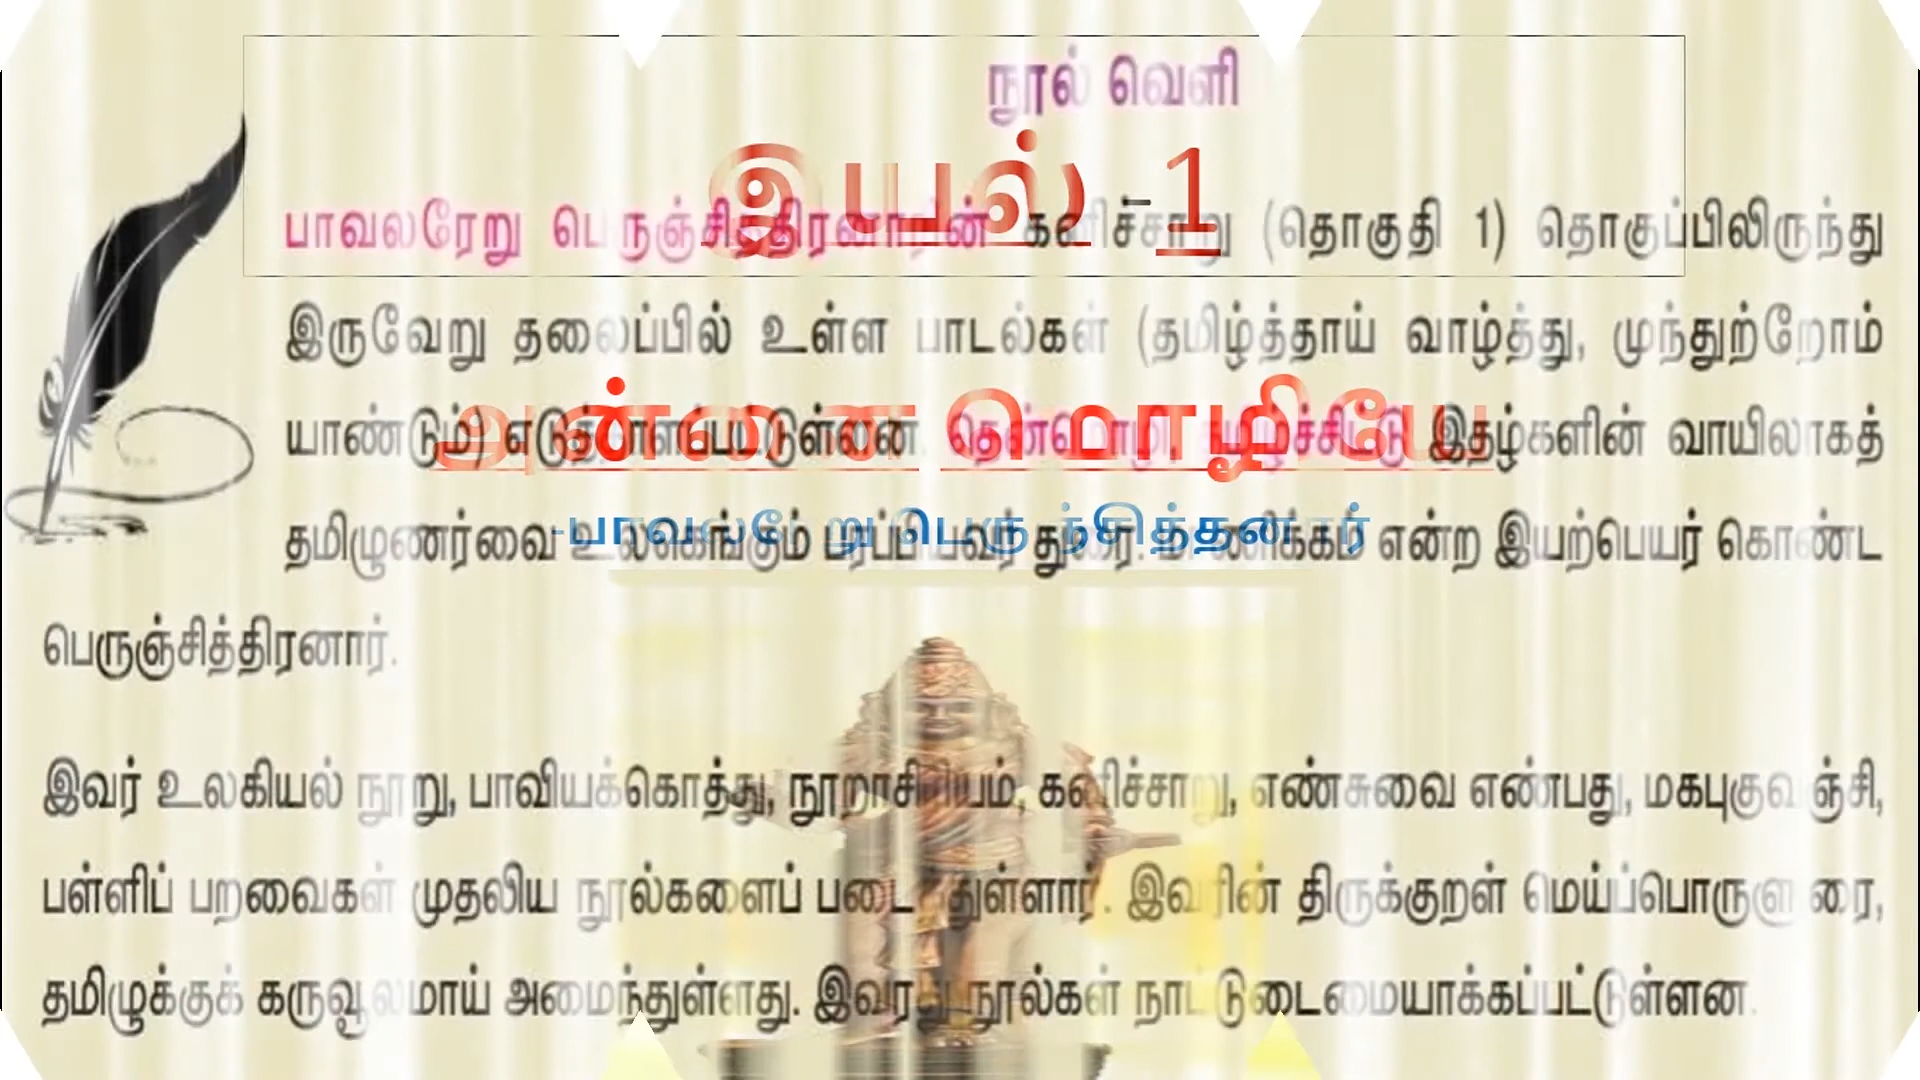 நூல் வெளி
இயல் -1
பாவலரேறு பெருஞ்சித்திரனாரின் கனிச்சாறு (தொகுதி 1) தொகுப்பிலிருந்து
இருவேறு தலைப்பில் உள்ள பாடல்கள் (தமிழ்த்தாய் வாழ்த்து, முந்துற்றோம்
யாண்டும்) எடுத்தாளப்பட்டுள்ளன. தென்மொழி, தமிழ்ச்சிட்டு இதழ்களின் வாயிலாகத்
அன்னை மொழியே
-பாவலரேறு
தமிழுணர்வை உலகெங்கும் பரப்பியவர் துரை. மாணிக்கம் என்ற இயற்பெயர் கொண்ட
பெருஞ்சித்திரனார்.
இவர் உலகியல் நூறு, பாவியக்கொத்து, நூறாசிரியம், கனிச்சாறு, எண்சுவை எண்பது, மகபுகுவஞ்சி,
பள்ளிப் பறவைகள் முதலிய நூல்களைப் படைத்துள்ளார். இவரின் திருக்குறள் மெய்ப்பொருளுரை,
தமிழுக்குக் கருவூலமாய் அமைந்துள்ளது. இவரது நூல்கள் நாட்டுடைமையாக்கப்பட்டுள்ளன.